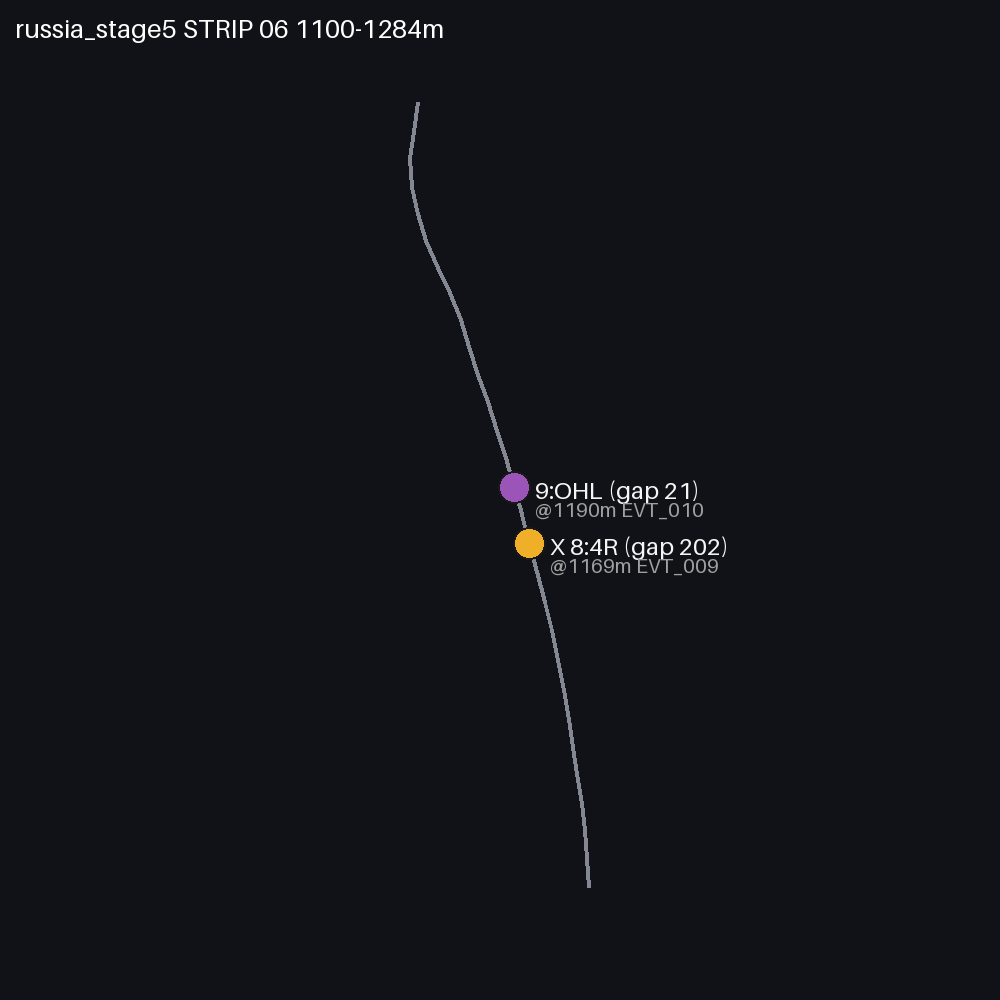 russia_stage5 STRIP 06 1100-1284m
9:OHL (gap 21)
@1190m EVT_010
X 8:4R (gap 202)
@1169m EVT_009